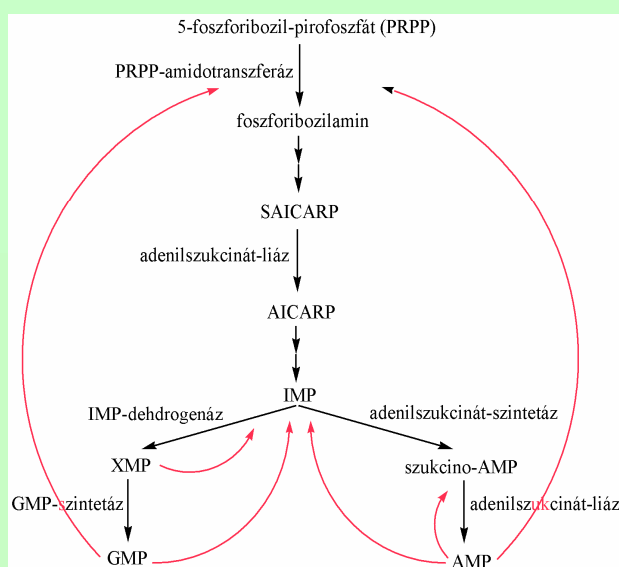 5-foszforibozil-pirofoszfát (PRPP)
PRPP-amidotranszferáz
foszforibozilamin
SAICARP
adenilszukcinát-liáz
AICARP
IMP
IMP-dehdrogenáz
adenilszukcinát-szintetáz
XMP
szukcino-AMP
GMP-szintetáz
adenilszukcinát-liáz
GMP
AMP